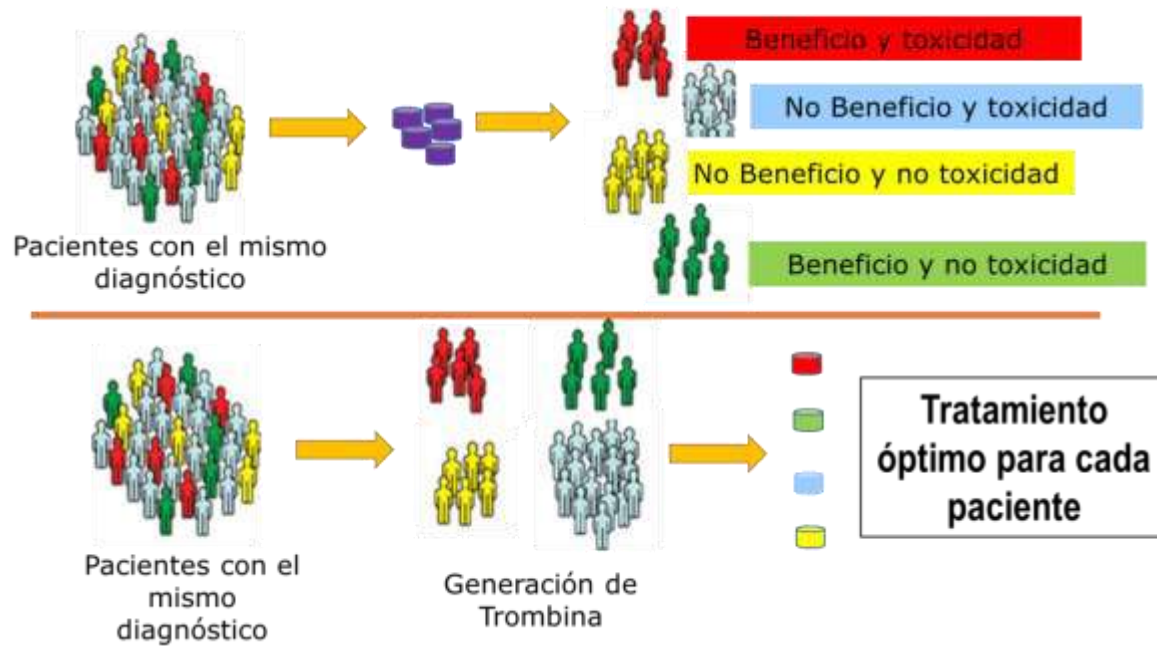 Beneficio y toxicidad
No Beneficio y toxicidad
No Beneficio y no toxicidad
Beneficio y no toxicidad
Pacientes con el mismo
diagnóstico
Tratamiento
óptimo para cada
paciente
Pacientes con el
mismo
diagnóstico
Generación de
Trombina